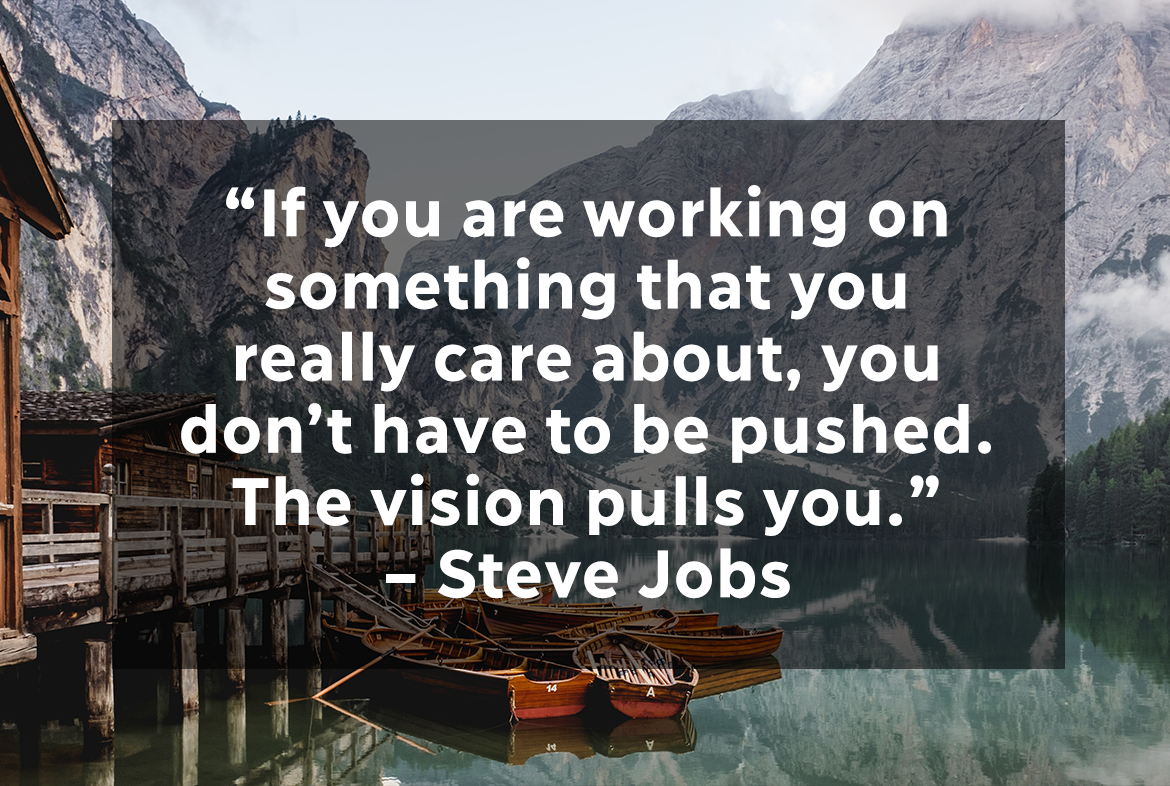 “If you are working on
something that you
really care about, you
don’t have to be pushed.
The vision pulls you.”
– Steve Jobs
14
A